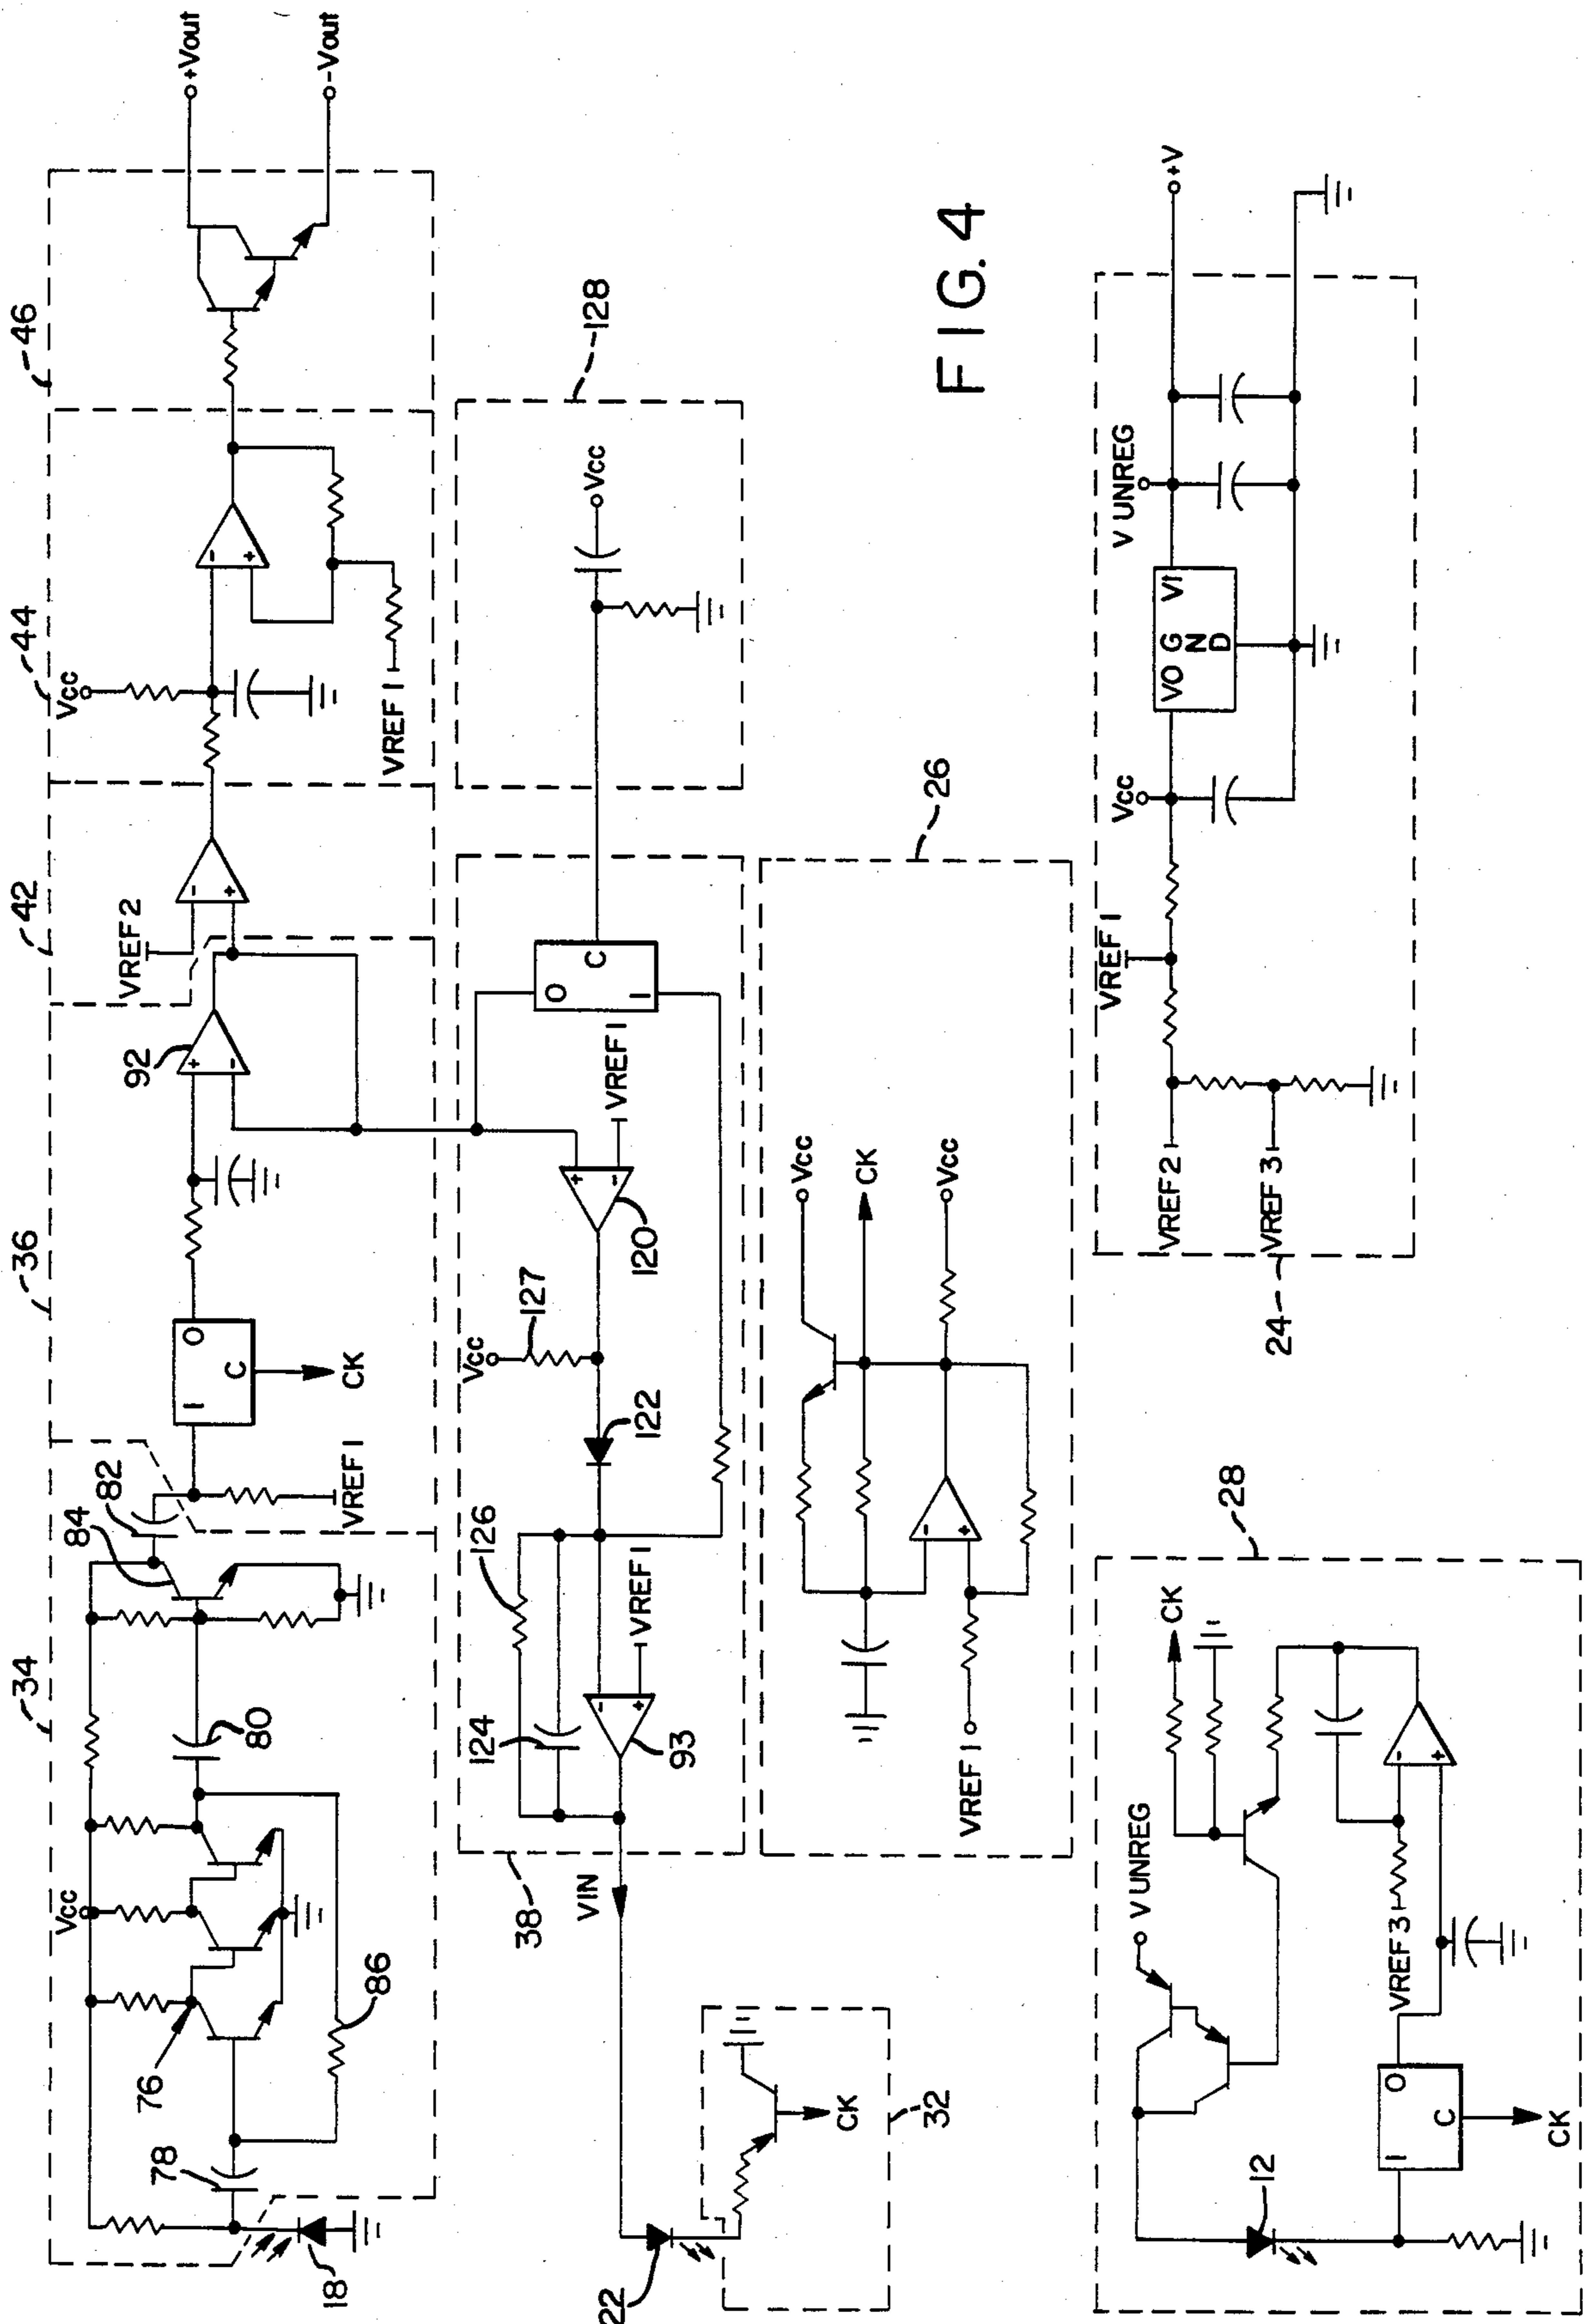 34
36
42
44
46
Vcc
76
78
80
82
84
86
18
VREF 1
I
O
C
CK
92
+
-
VREF 2
-
+
Vcc
-
+
VREF 1
+Vout
-Vout
VIN
38
124
126
93
-
+
VREF 1
122
Vcc
127
120
+
-
VREF 1
O
C
I
128
Vcc
FIG. 4
22
32
CK
26
Vcc
CK
Vcc
-
+
VREF 1
28
V UNREG
CK
12
I
O
C
CK
VREF 3
-
+
24
VREF 2
VREF 3
VREF 1
Vcc
VO
GND
VI
V UNREG
+V